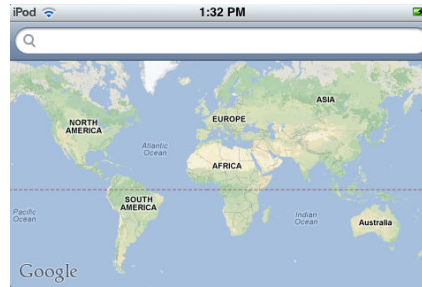 iPod 1:32 PM
NORTH
AMERICA
EUROPE
ASIA
Atlantic
Ocean
AFRICA
SOUTH
AMERICA
Pacific
Ocean
Indian
Ocean
Australia
Google